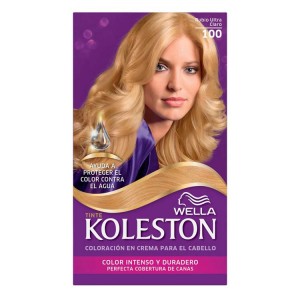 Rubio Ultra
Claro
100
AYUDA A
PROTEGER EL
COLOR CONTRA
EL AGUA
WELLA
TINTE
KOLESTON
COLORACIÓN EN CREMA PARA EL CABELLO
COLOR INTENSO Y DURADERO
PERFECTA COBERTURA DE CANAS